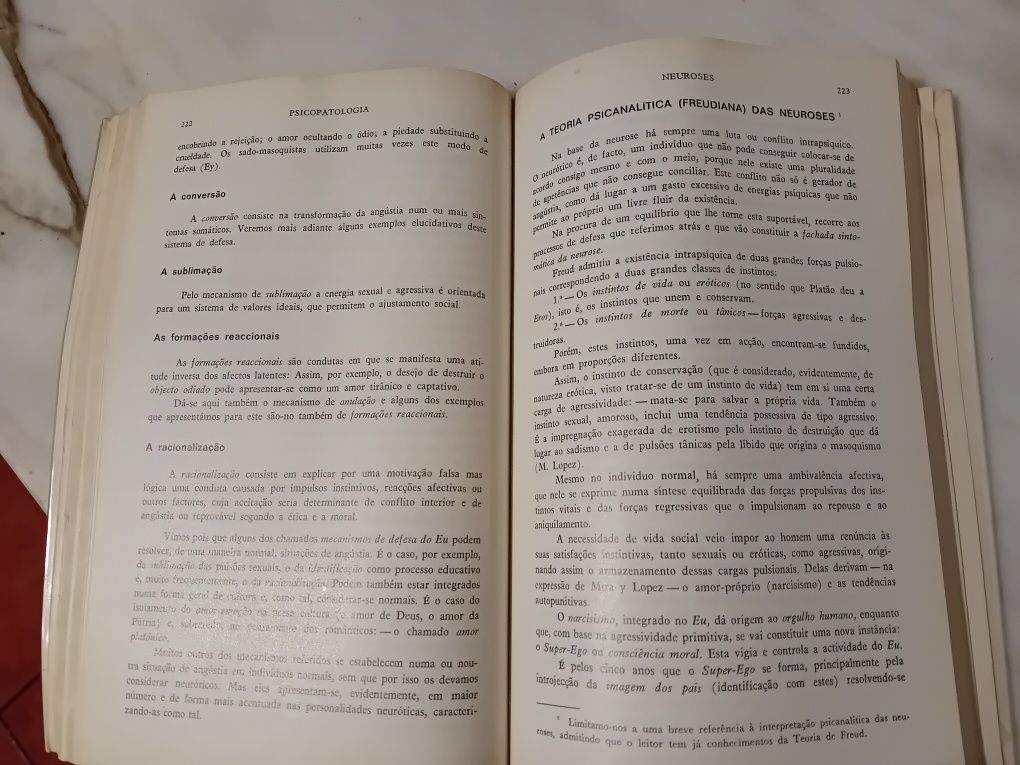 222
PSICOPATOLOGIA
encobrindo a rejeição; o amor ocultando o ódio; a piedade substituindo a
crueldade. Os sado-masoquistas utilizam muitas vezes este modo de
defesa (Ey).
A conversão
A conversão consiste na transformação da angústia num ou mais sin-
tomas somáticos. Veremos mais adiante alguns exemplos elucidativos deste
sistema de defesa.
A sublimação
Pelo mecanismo de sublimação a energia sexual e agressiva é orientada
para um sistema de valores ideais, que permitem o ajustamento social.
As formações reaccionais
As formações reaccionais são condutas em que se manifesta uma ati-
tude inversa dos afectos latentes: Assim, por exemplo, o desejo de destruir o
objecto odiado pode apresentar-se como um amor tirânico e captativo.
Dá-se aqui também o mecanismo de anulação e alguns dos exemplos
que apresentámos para este são-no também de formações reaccionais.
A racionalização
A racionalização consiste em explicar por uma motivação falsa mas
lógica uma conduta causada por impulsos instintivos, reacções afectivas ou
outros factores, cuja aceitação seria determinante de conflito interior e de
angústia ou reprovável segundo a ética e a moral.
Vimos pois que alguns dos chamados mecanismos de defesa do Eu podem
resolver, de uma maneira normal, situações de angústia. É o caso, por exemplo,
da sublimação das pulsões sexuais, o da identificação como processo educativo
e, muito frequentemente, o da racionalização. Podem também estar integrados
numa forma geral de cultura e, como tal, considerar-se normais. É o caso do
isolamento do amor-emoção na nossa cultura (o amor de Deus, o amor da
Pátria) e, sobretudo, no pensamento dos românticos: — o chamado amor
platónico.
Muitos outros dos mecanismos referidos se estabelecem numa ou nou-
tra situação de angústia em indivíduos normais, sem que por isso os devamos
considerar neuróticos. Mas eles apresentam-se, evidentemente, em maior
número e de forma mais acentuada nas personalidades neuróticas, caracteri-
zando-as como tal.
NEUROSES
223
A TEORIA PSICANALITICA (FREUDIANA) DAS NEUROSES ¹
Na base da neurose há sempre uma luta ou conflito intrapsíquico.
O neurótico é, de facto, um indivíduo que não pode conseguir colocar-se de
acordo consigo mesmo e com o meio, porque nele existe uma pluralidade
de apetências que não consegue conciliar. Este conflito não só é gerador de
angústia, como dá lugar a um gasto excessivo de energias psíquicas que não
permite ao próprio um livre fluir da existência.
Na procura de um equilíbrio que lhe torne esta suportável, recorre aos
processos de defesa que referimos atrás e que vão constituir a fachada sinto-
mática da neurose.
Freud admitiu a existência intrapsíquica de duas grandes forças pulsio-
nais correspondendo a duas grandes classes de instintos:
1.ª — Os instintos de vida ou eróticos (no sentido que Platão deu a
Eros), isto é, os instintos que unem e conservam.
2.ª — Os instintos de morte ou tânicos — forças agressivas e des-
truidoras.
Porém, estes instintos, uma vez em acção, encontram-se fundidos,
embora em proporções diferentes.
Assim, o instinto de conservação (que é considerado, evidentemente, de
natureza erótica, visto tratar-se de um instinto de vida) tem em si uma certa
carga de agressividade: — mata-se para salvar a própria vida. Também o
instinto sexual, amoroso, inclui uma tendência possessiva de tipo agressivo.
É a impregnação exagerada de erotismo pelo instinto de destruição que dá
lugar ao sadismo e a de pulsões tânicas pela líbido que origina o masoquismo
(M. Lopez).
Mesmo no indivíduo normal, há sempre uma ambivalência afectiva,
que nele se exprime numa síntese equilibrada das forças propulsivas dos ins-
tintos vitais e das forças regressivas que o impulsionam ao repouso e ao
aniquilamento.
A necessidade de vida social veio impor ao homem uma renúncia às
suas satisfações instintivas, tanto sexuais ou eróticas, como agressivas, origi-
nando assim o armazenamento dessas cargas pulsionais. Delas derivam — na
expressão de Mira y Lopez — o amor-próprio (narcisismo) e as tendências
autopunitivas.
O narcisismo, integrado no Eu, dá origem ao orgulho humano, enquanto
que, com base na agressividade primitiva, se vai constituir uma nova instância:
o Super-Ego ou consciência moral. Esta vigia e controla a actividade do Eu.
É pelos cinco anos que o Super-Ego se forma, principalmente pela
introjecção da imagem dos pais (identificação com estes) resolvendo-se
¹ Limitamo-nos a uma breve referência à interpretação psicanalítica das neu-
roses, admitindo que o leitor tem já conhecimentos da Teoria de Freud.